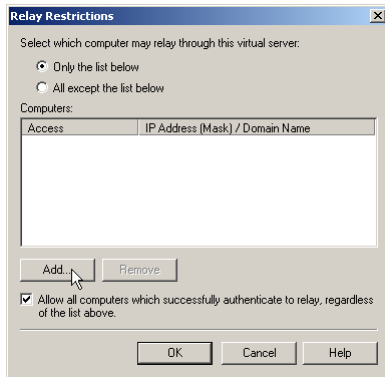 Relay Restrictions
Select which computer may relay through this virtual server:
Only the list below
All except the list below
Computers:
Access IP Address (Mask) / Domain Name
Add... Remove
Allow all computers which successfully authenticate to relay, regardless
of the list above.
OK Cancel Help